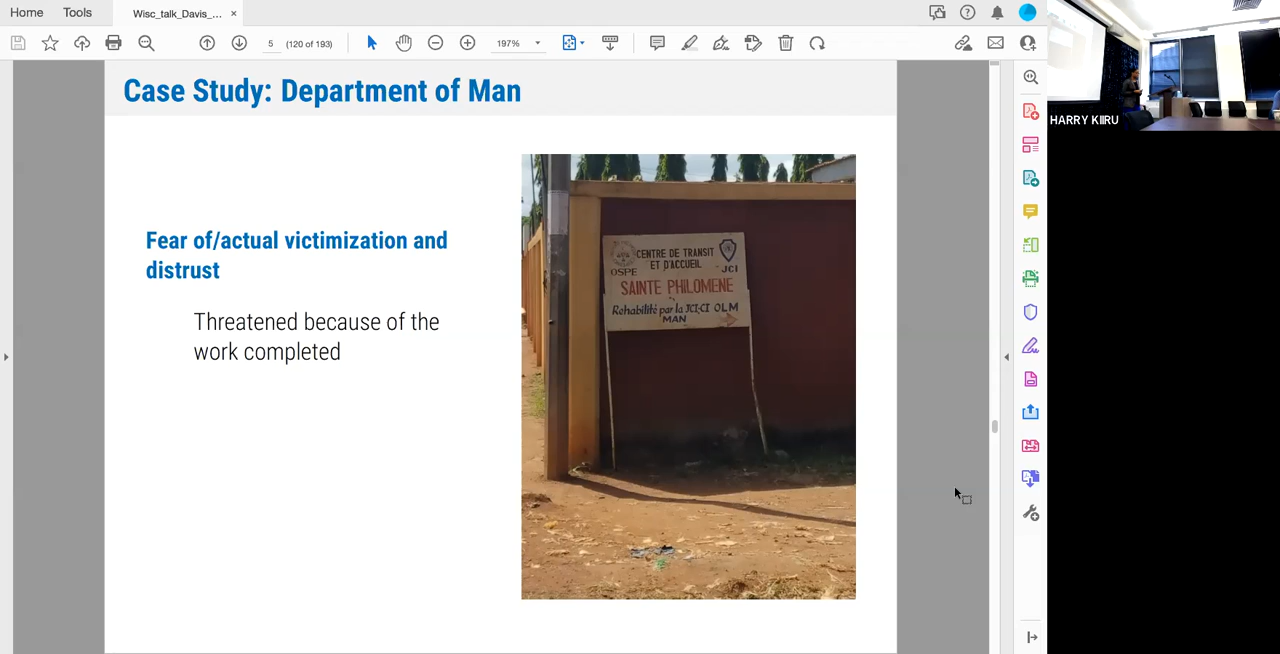 Home
Tools
Wisc_talk_Davis_...
×
5
(120 of 193)
197%
Case Study: Department of Man
Fear of/actual victimization and
distrust
Threatened because of the
work completed
CENTRE DE TRANSIT
ET D'ACCUEIL
OSPE
JCI
SAINTE PHILOMENE
Rehabilité par la JCI-CI OLM
MAN
HARRY KIIRU